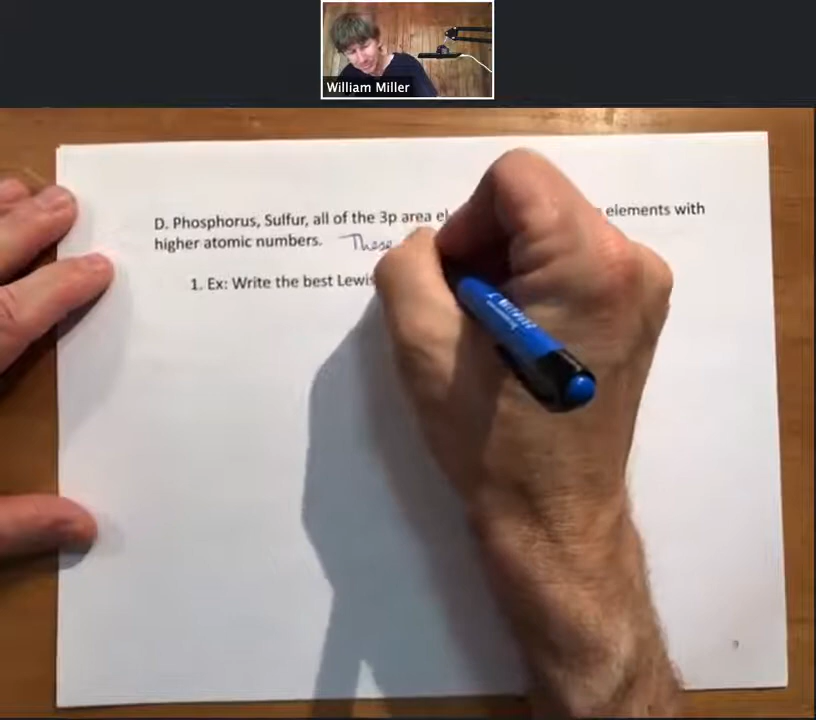 William Miller
D. Phosphorus, Sulfur, all of the 3p area elements with
higher atomic numbers. These
1. Ex: Write the best Lewis
9